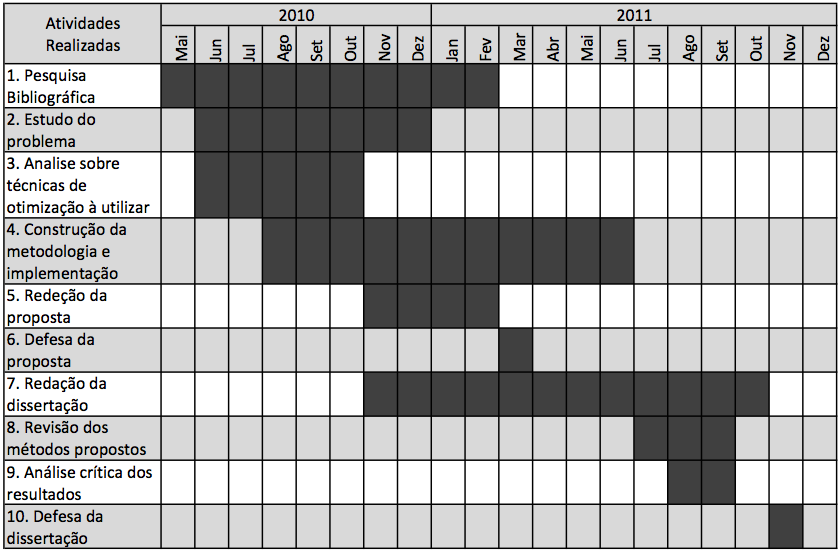 Atividades
Realizadas
2010
2011
Mai
Jun
Jul
Ago
Set
Out
Nov
Dez
Jan
Fev
Mar
Abr
Mai
Jun
Jul
Ago
Set
Out
Nov
Dez
1. Pesquisa
Bibliográfica
2. Estudo do
problema
3. Analise sobre
técnicas de
otimização à utilizar
4. Construção da
metodologia e
implementação
5. Redeção da
proposta
6. Defesa da
proposta
7. Redação da
dissertação
8. Revisão dos
métodos propostos
9. Análise crítica dos
resultados
10. Defesa da
dissertação